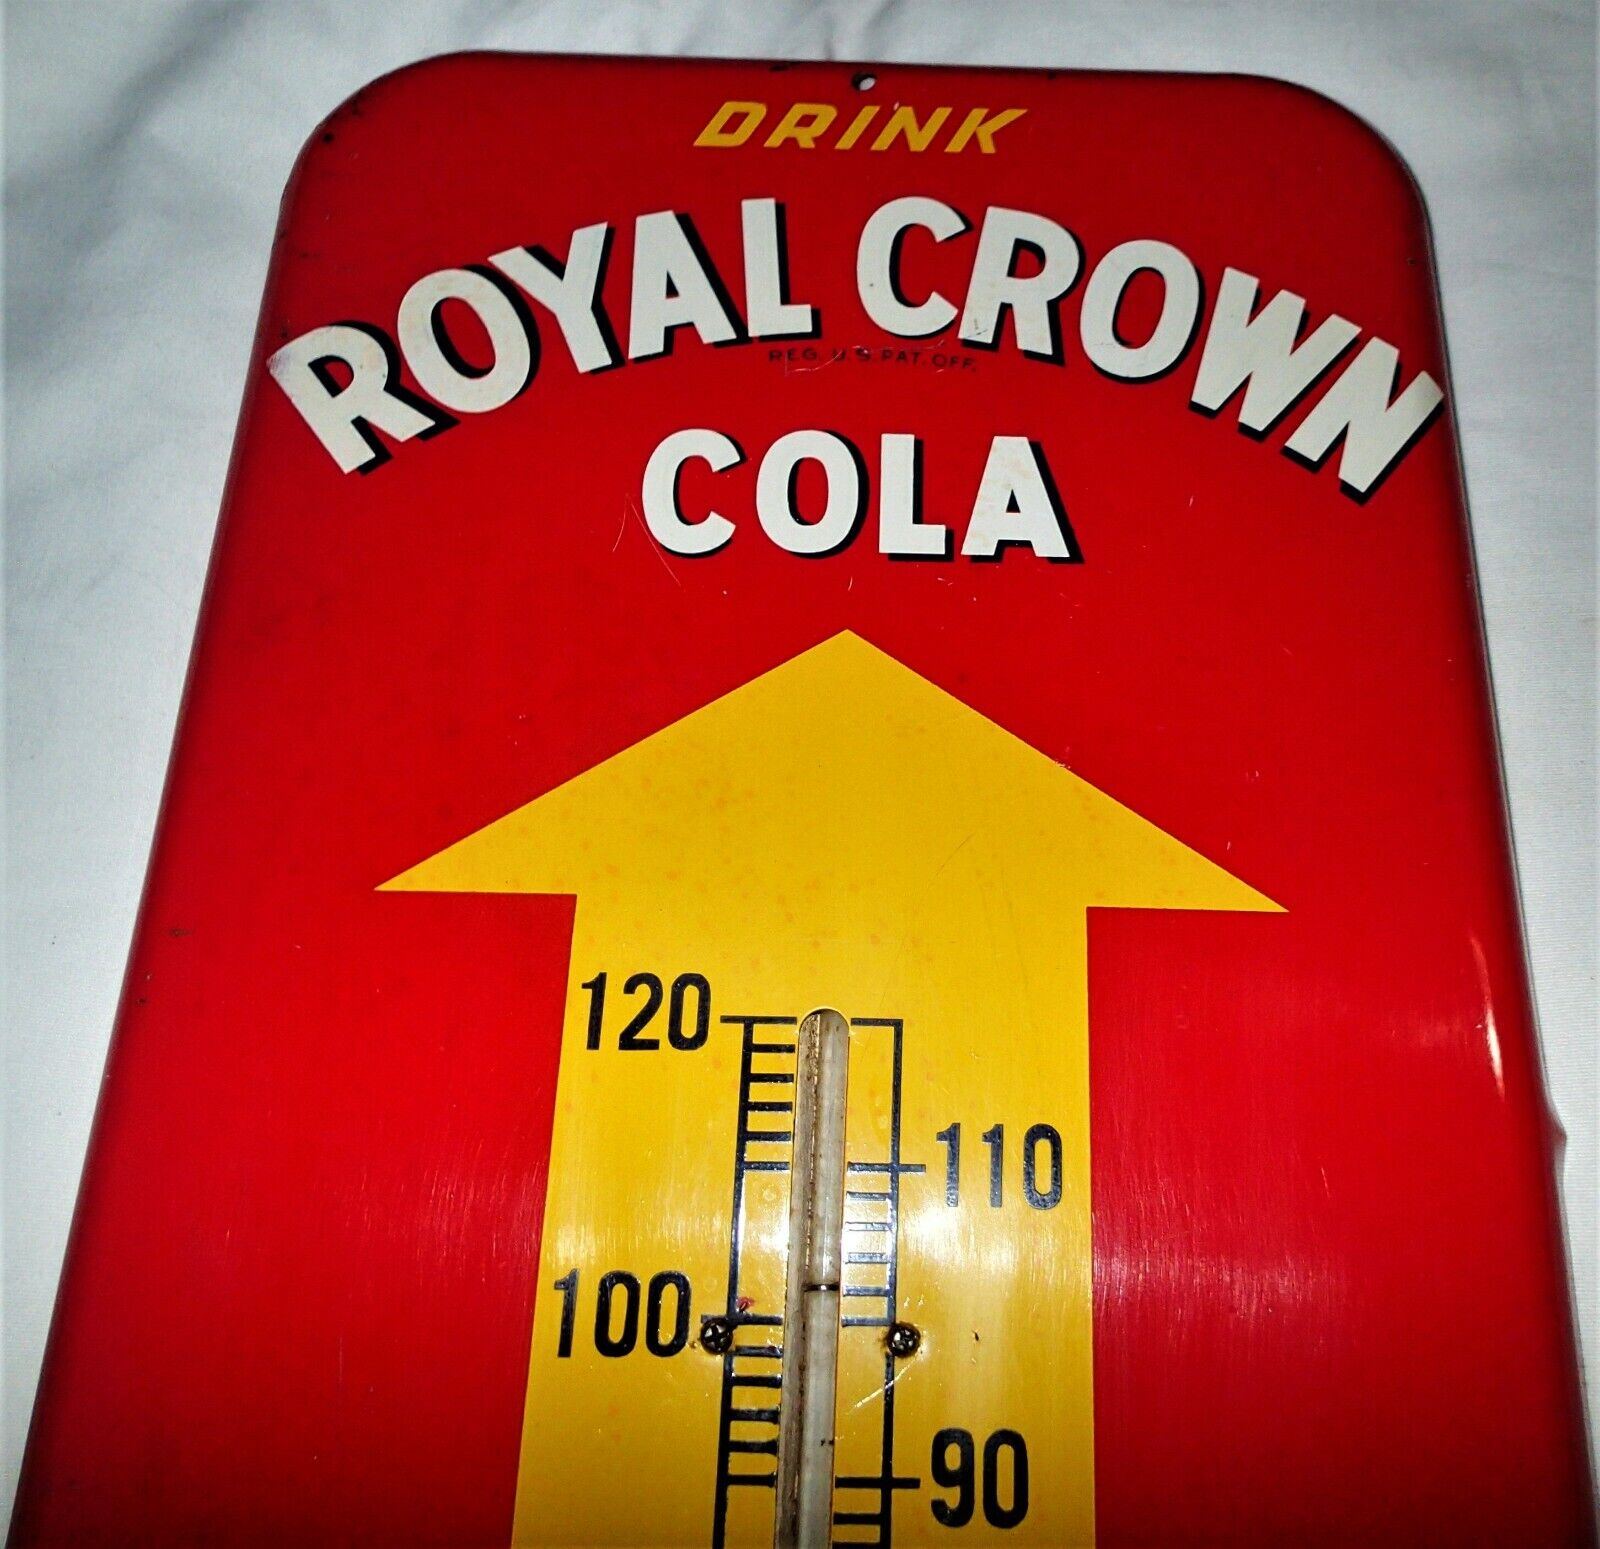 DRINK
ROYAL CROWN
REG. U.S. PAT. OFF.
COLA
120
110
100
90